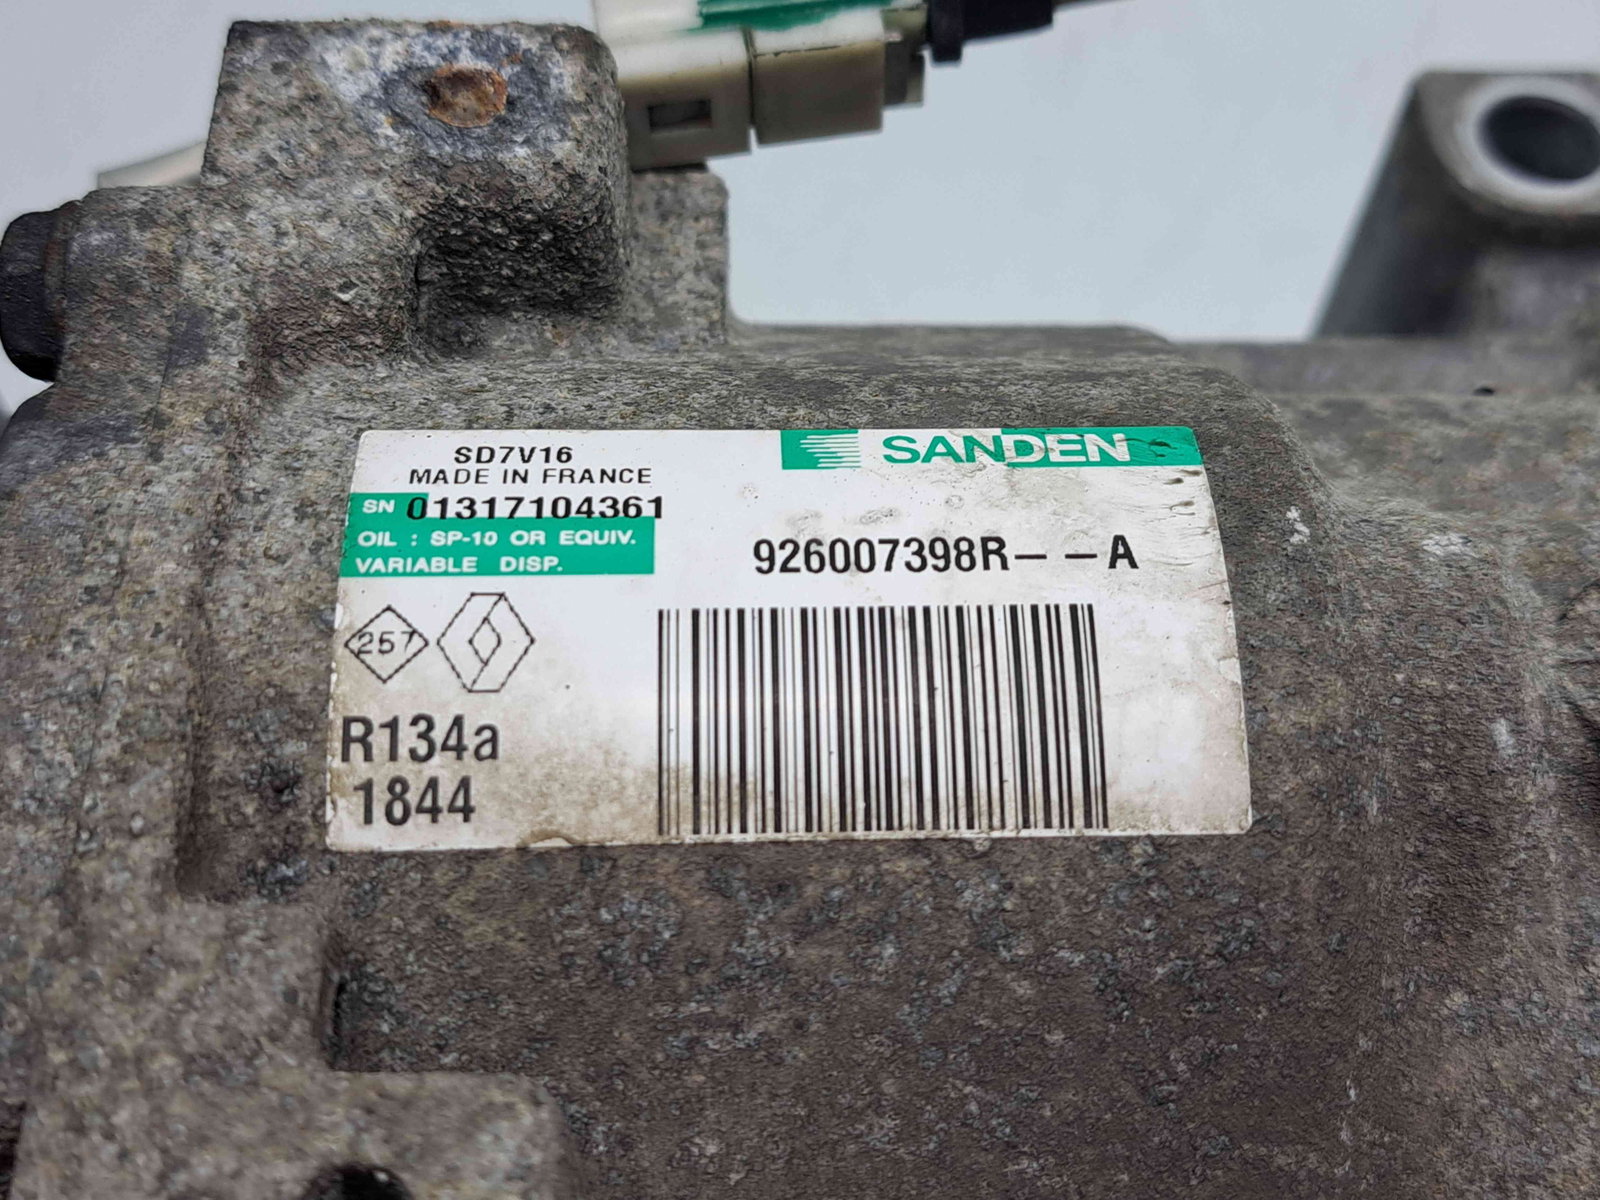 SD7V16
MADE IN FRANCE
SANDEN
SN 01317104361
OIL : SP-10 OR EQUIV.
VARIABLE DISP.
926007398R--A
257
R134a
1844